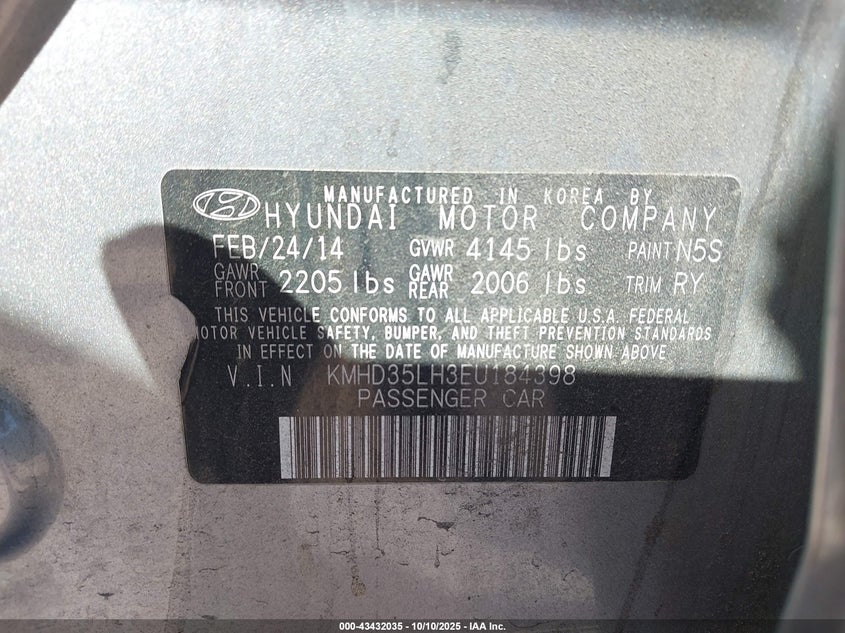 MANUFACTURED IN KOREA BY
HYUNDAI MOTOR COMPANY
FEB/24/14 GVWR 4145 lbs PAINT N5S
GAWR FRONT 2205 lbs GAWR REAR 2006 lbs TRIM RY
THIS VEHICLE CONFORMS TO ALL APPLICABLE U.S.A. FEDERAL
MOTOR VEHICLE SAFETY, BUMPER, AND THEFT PREVENTION STANDARDS
IN EFFECT ON THE DATE OF MANUFACTURE SHOWN ABOVE
V.I.N KMHD35LH3EU184398
PASSENGER CAR
000-43432035 - 10/10/2025 - IAA Inc.